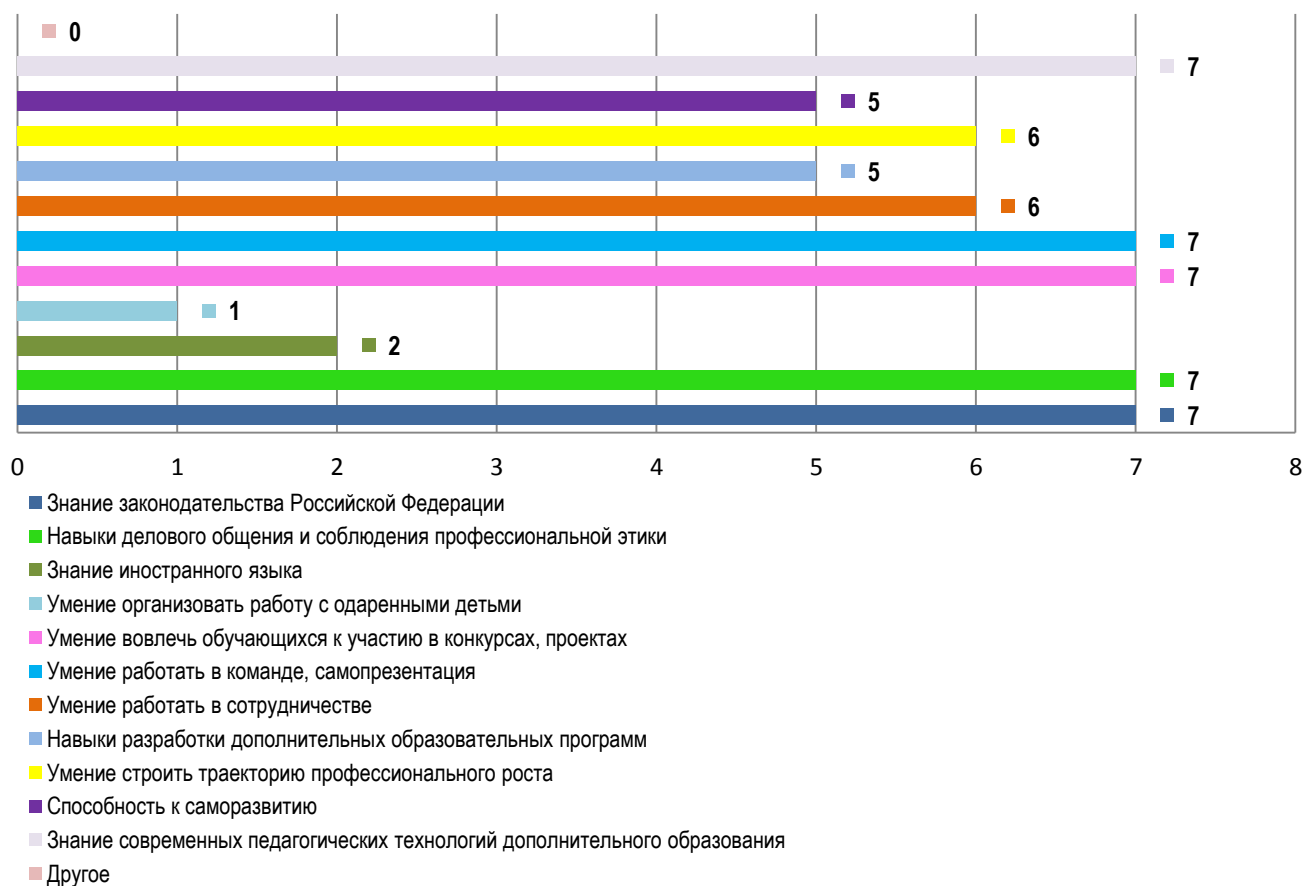 0
7
5
6
5
6
7
7
1
2
7
7
0 1 2 3 4 5 6 7 8
Знание законодательства Российской Федерации
Навыки делового общения и соблюдения профессиональной этики
Знание иностранного языка
Умение организовать работу с одаренными детьми
Умение вовлечь обучающихся к участию в конкурсах, проектах
Умение работать в команде, самопрезентация
Умение работать в сотрудничестве
Навыки разработки дополнительных образовательных программ
Умение строить траекторию профессионального роста
Способность к саморазвитию
Знание современных педагогических технологий дополнительного образования
Другое